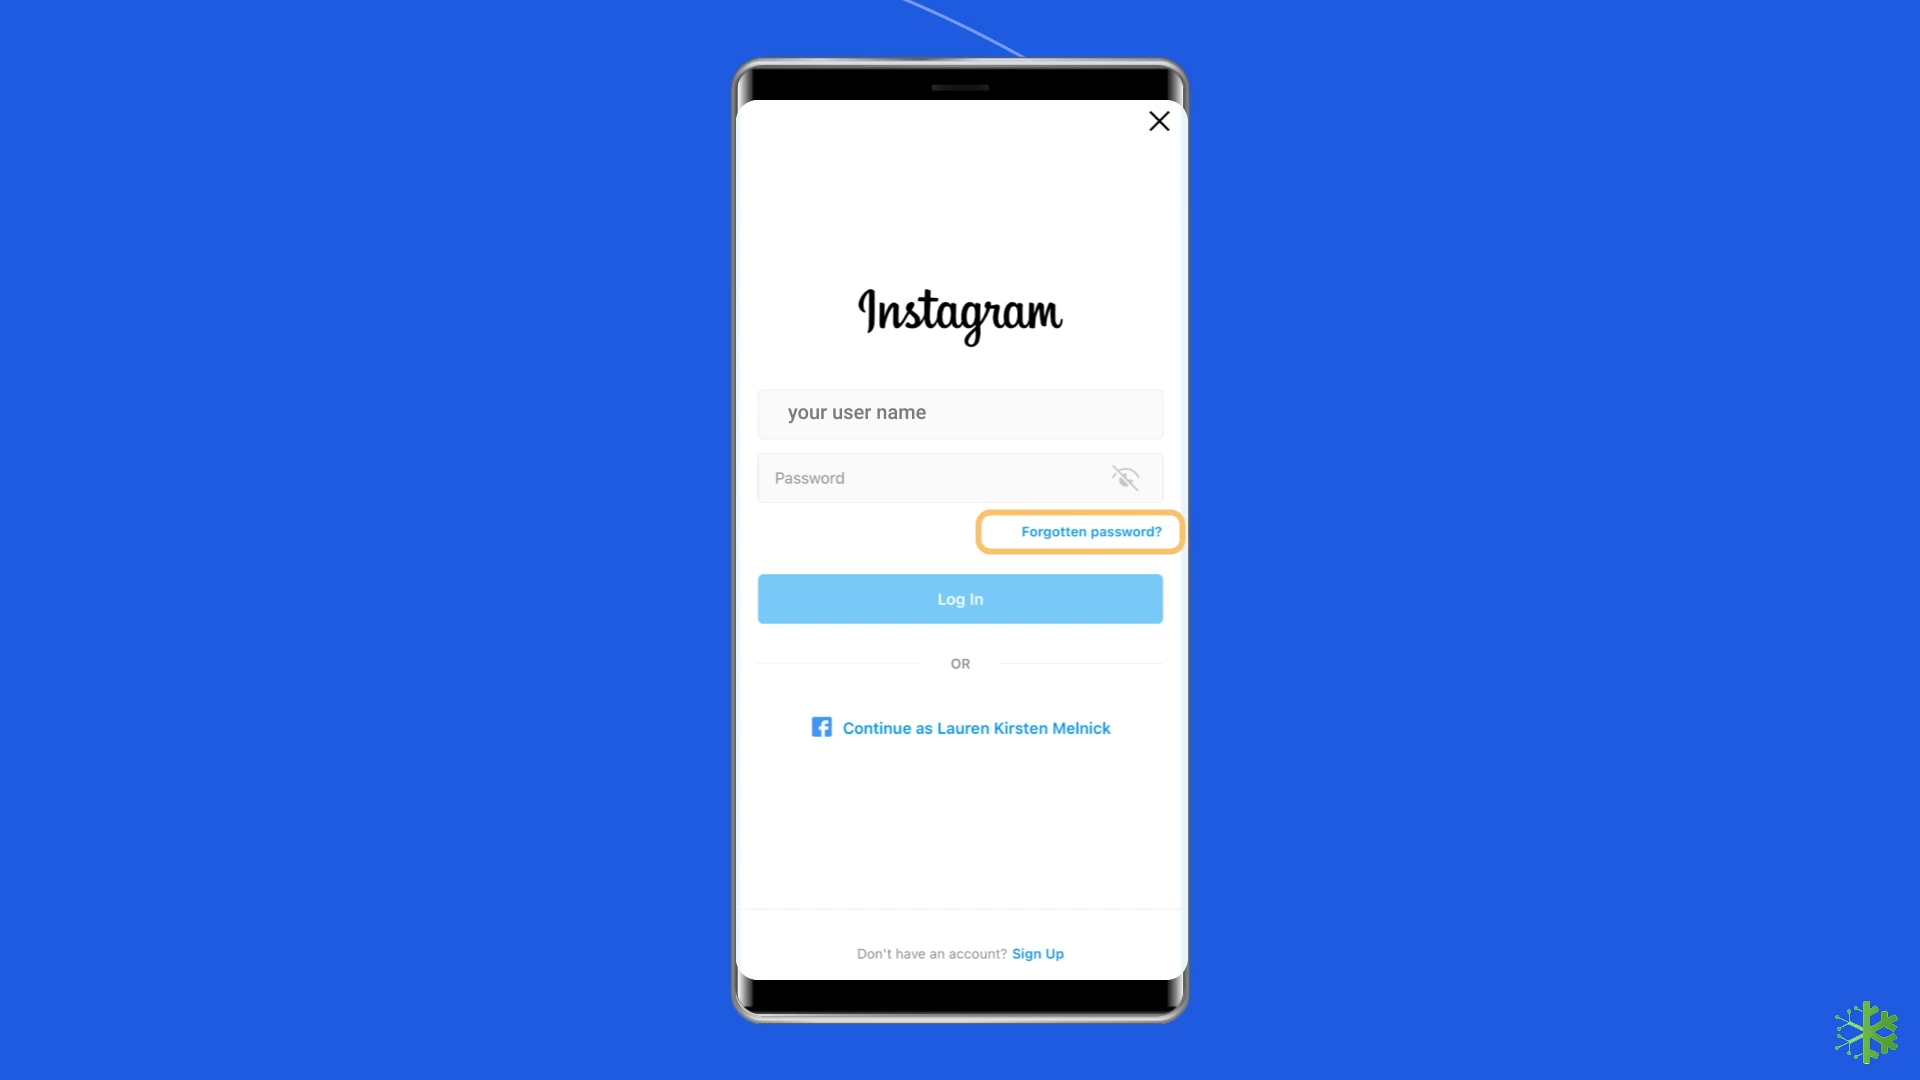 Instagram
your user name
Password
Forgotten password?
Log In
OR
Continue as Lauren Kirsten Melnick
Don't have an account? Sign Up